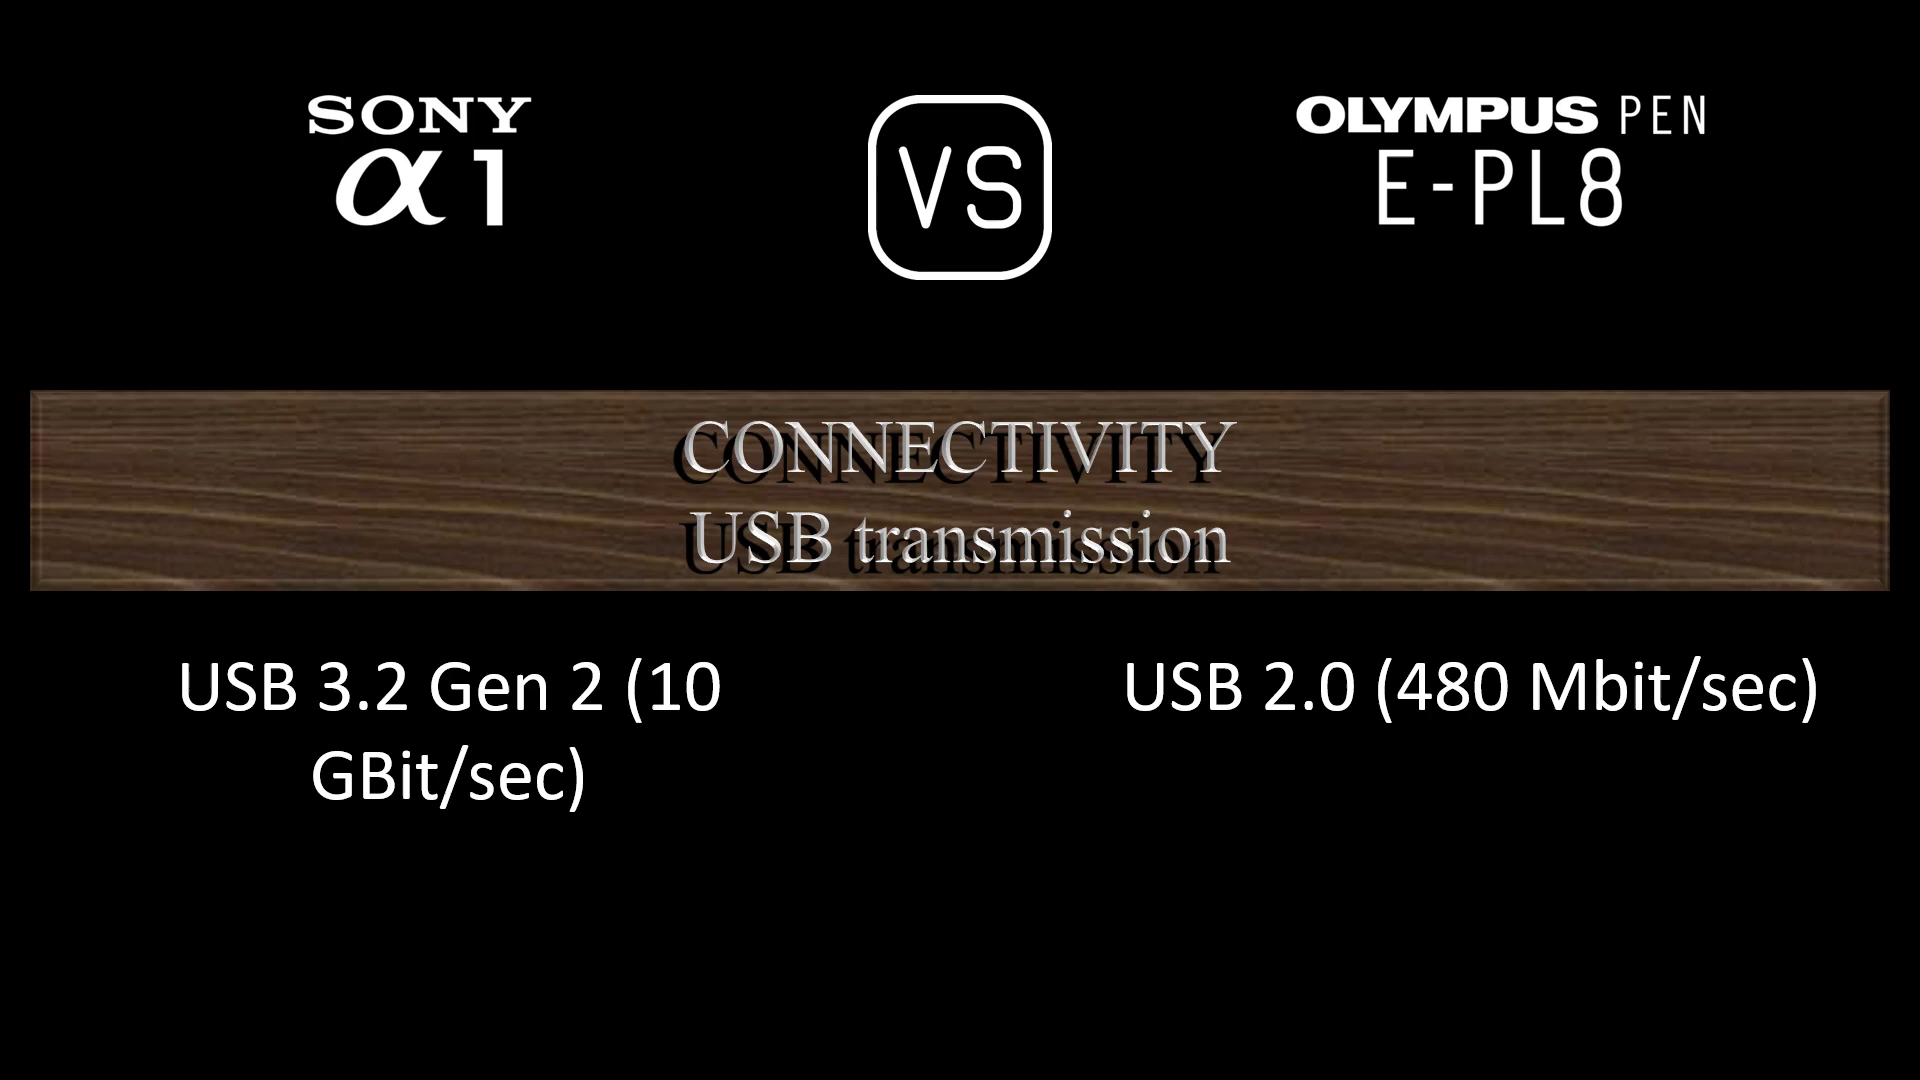 SONY
α1
VS
OLYMPUS PEN
E-PL8
CONNECTIVITY
USB transmission
USB 3.2 Gen 2 (10
GBit/sec)
USB 2.0 (480 Mbit/sec)